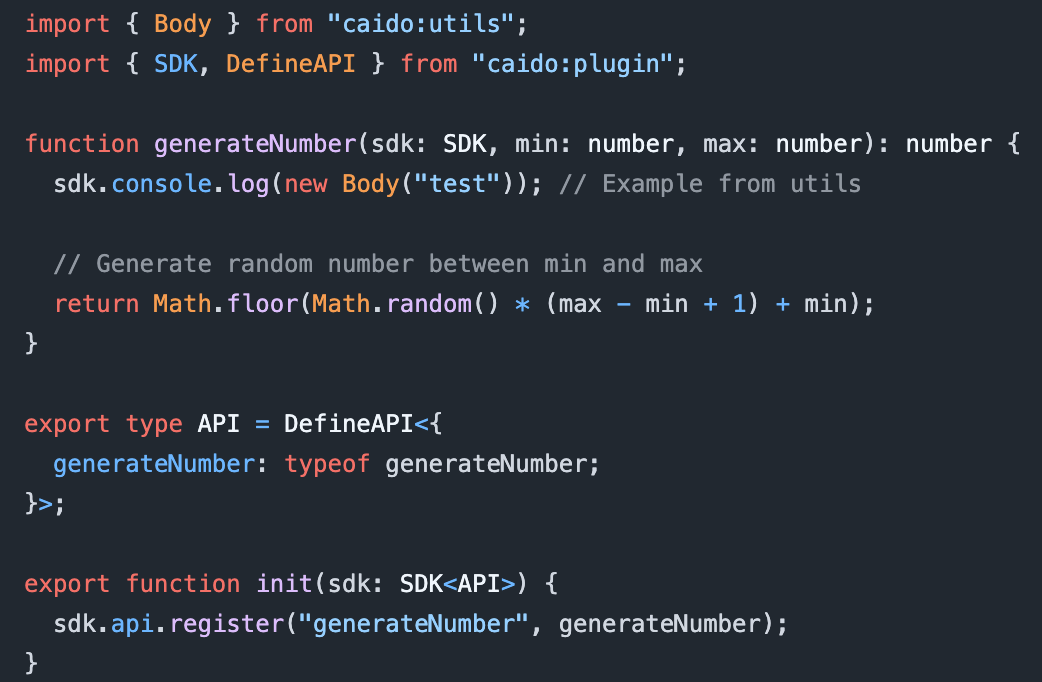 import { Body } from "caido:utils";
import { SDK, DefineAPI } from "caido:plugin";
function generateNumber(sdk: SDK, min: number, max: number): number {
sdk.console.log(new Body("test")); // Example from utils
// Generate random number between min and max
return Math.floor(Math.random() * (max - min + 1) + min);
}
export type API = DefineAPI<{
generateNumber: typeof generateNumber;
}>;
export function init(sdk: SDK<API>) {
sdk.api.register("generateNumber", generateNumber);
}